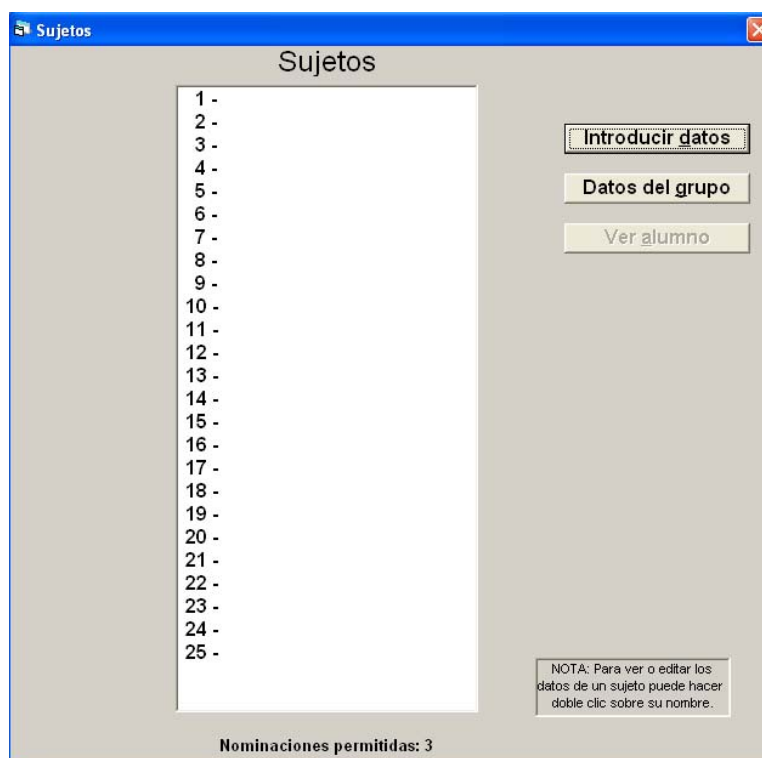 Sujetos
Sujetos
1 -
2 -
3 -
4 -
5 -
6 -
7 -
8 -
9 -
10 -
11 -
12 -
13 -
14 -
15 -
16 -
17 -
18 -
19 -
20 -
21 -
22 -
23 -
24 -
25 -
Introducir datos
Datos del grupo
Ver alumno
NOTA: Para ver o editar los
datos de un sujeto puede hacer
doble clic sobre su nombre.
Nominaciones permitidas: 3